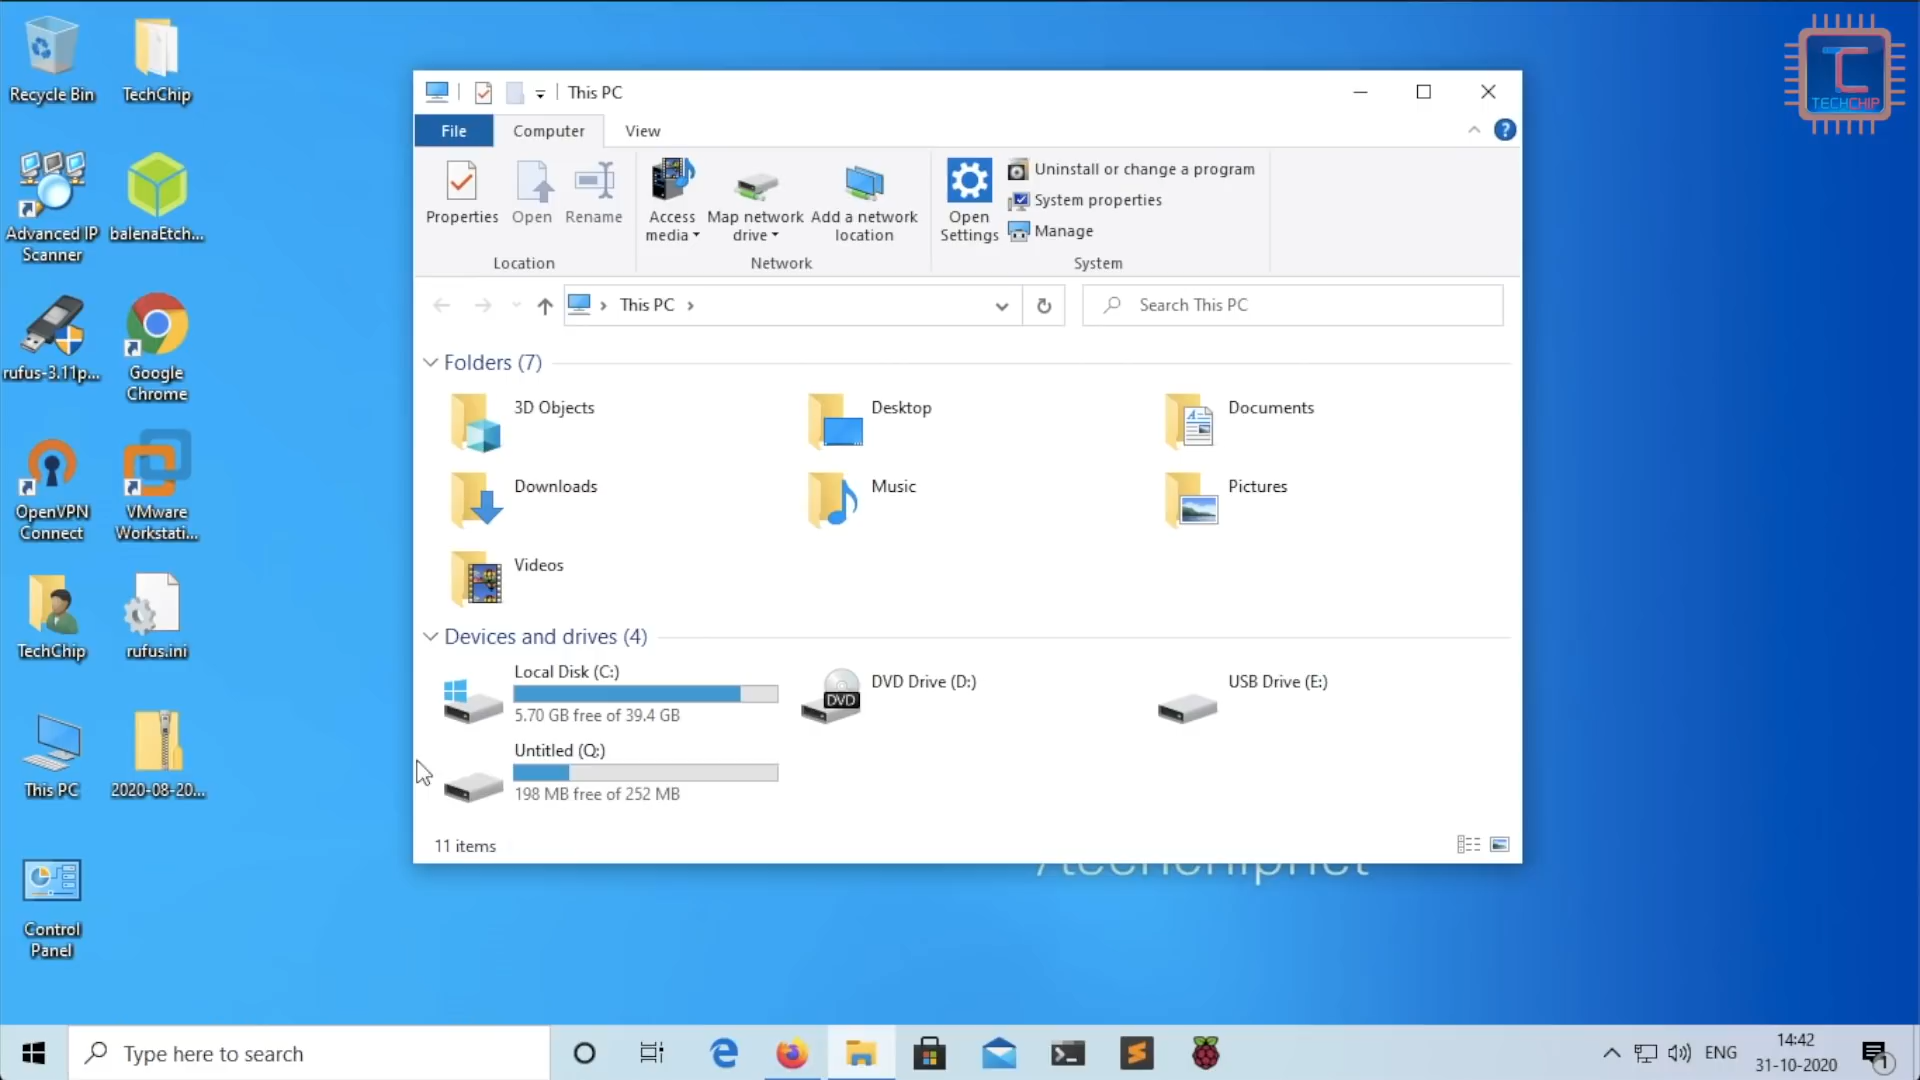 Recycle Bin
TechChip
Advanced IP
Scanner
balenaEtch...
rufus-3.11p...
Google
Chrome
OpenVPN
Connect
VMware
Workstati...
TechChip
rufus.ini
This PC
2020-08-20...
Control
Panel
TC
TECHCHIP
This PC
File
Computer
View
?
Properties
Open
Rename
Location
Access
media
Map network
drive
Add a network
location
Network
Open
Settings
Uninstall or change a program
System properties
Manage
System
This PC
Search This PC
Folders (7)
3D Objects
Desktop
Documents
Downloads
Music
Pictures
Videos
Devices and drives (4)
Local Disk (C:)
5.70 GB free of 39.4 GB
DVD
DVD Drive (D:)
USB Drive (E:)
Untitled (Q:)
198 MB free of 252 MB
11 items
/techchipnet
Type here to search
ENG
14:42
31-10-2020
1